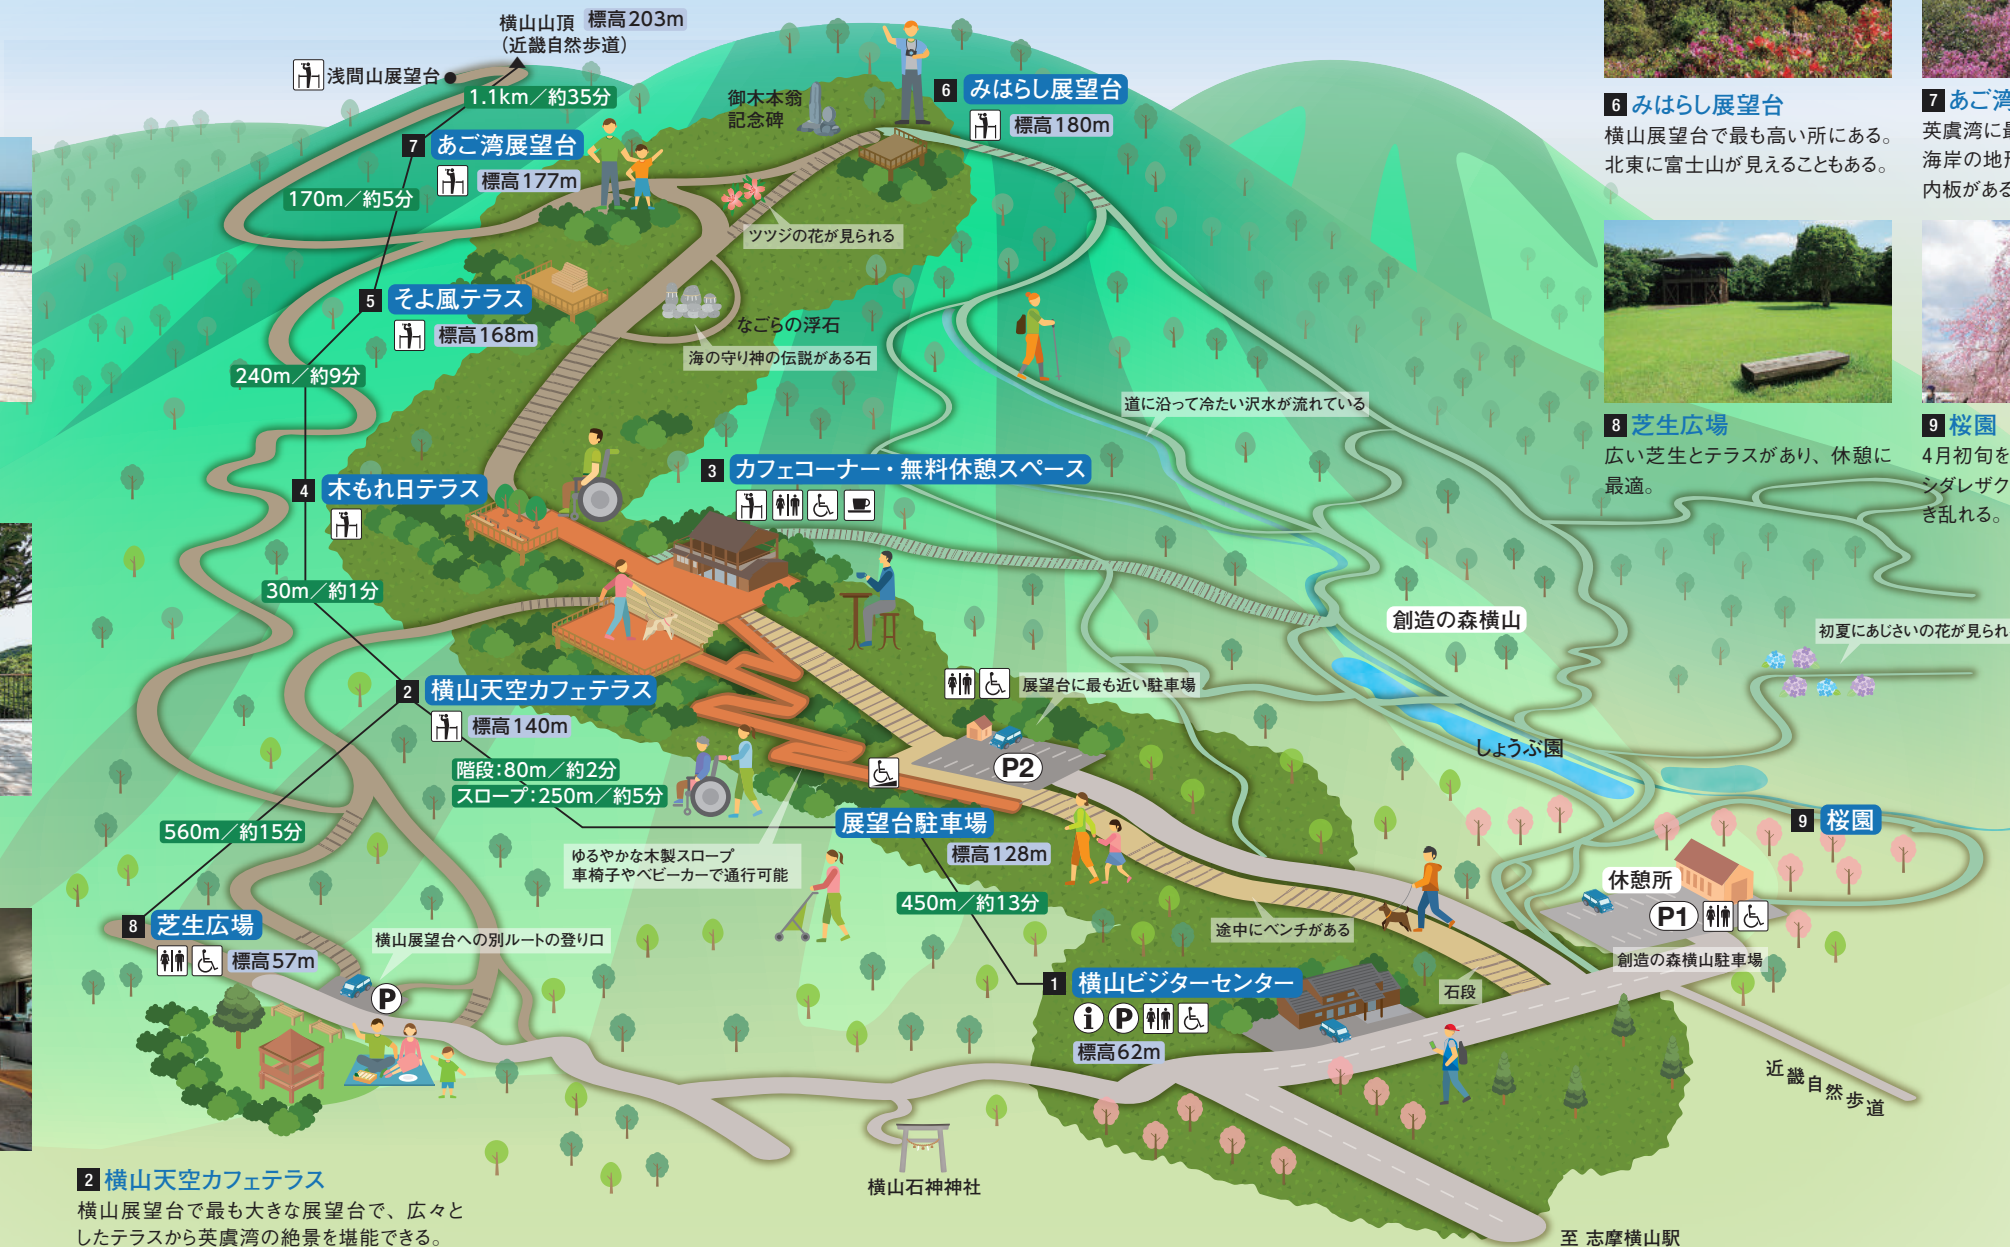 横山山頂 標高203m
(近畿自然歩道)
浅間山展望台
1.1km／約35分
御木本翁
記念碑
6 みはらし展望台
標高180m
7 あご湾展望台
標高177m
170m／約5分
ツツジの花が見られる
5 そよ風テラス
標高168m
なごらの浮石
海の守り神の伝説がある石
240m／約9分
道に沿って冷たい沢水が流れている
3 カフェコーナー・無料休憩スペース
4 木もれ日テラス
30m／約1分
創造の森横山
初夏にあじさいの花が見られ
2 横山天空カフェテラス
標高140m
展望台に最も近い駐車場
P2
しょうぶ園
階段：80m／約2分
スロープ：250m／約5分
560m／約15分
展望台駐車場
標高128m
9 桜園
ゆるやかな木製スロープ
車椅子やベビーカーで通行可能
休憩所
P1
450m／約13分
8 芝生広場
標高57m
横山展望台への別ルートの登り口
P
途中にベンチがある
創造の森横山駐車場
1 横山ビジターセンター
i P
標高62m
石段
近畿自然歩道
横山石神神社
至 志摩横山駅
2 横山天空カフェテラス
横山展望台で最も大きな展望台で、広々と
したテラスから英虞湾の絶景を堪能できる。
6 みはらし展望台
横山展望台で最も高い所にある。
北東に富士山が見えることもある。
7 あご湾
英虞湾に
海岸の地形
内板がある
8 芝生広場
広い芝生とテラスがあり、休憩に
最適。
9 桜園
4月初旬を
シダレザク
き乱れる。